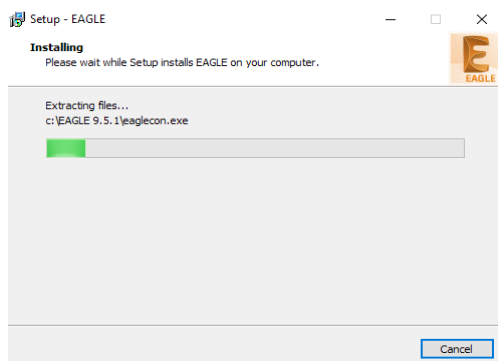 Setup - EAGLE
Installing
Please wait while Setup installs EAGLE on your computer.
EAGLE
Extracting files...
c:\EAGLE 9.5.1\eaglecon.exe
Cancel